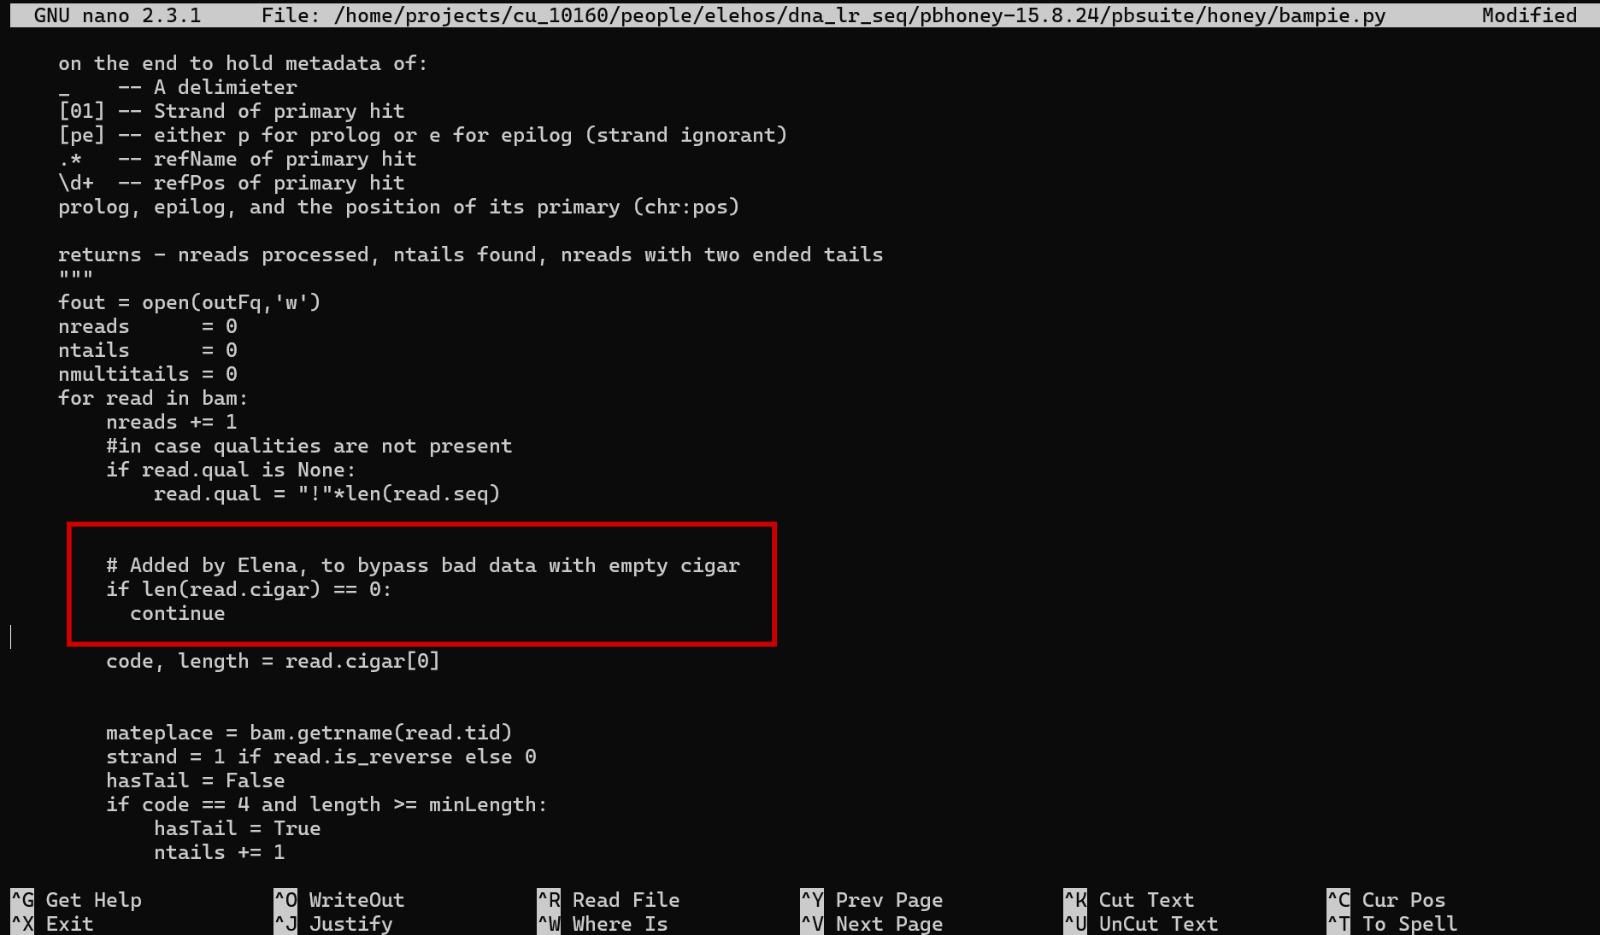 GNU nano 2.3.1     File: /home/projects/cu_10160/people/elehos/dna_lr_seq/pbhoney-15.8.24/pbsuite/honey/bampie.py        Modified
    on the end to hold metadata of:
    _    -- A delimieter
    [01] -- Strand of primary hit
    [pe] -- either p for prolog or e for epilog (strand ignorant)
    .*   -- refName of primary hit
    \d+  -- refPos of primary hit
    prolog, epilog, and the position of its primary (chr:pos)
    returns - nreads processed, ntails found, nreads with two ended tails
    """
    fout = open(outFq,'w')
    nreads      = 0
    ntails      = 0
    nmultitails = 0
    for read in bam:
        nreads += 1
        #in case qualities are not present
        if read.qual is None:
            read.qual = "!"*len(read.seq)
        # Added by Elena, to bypass bad data with empty cigar
        if len(read.cigar) == 0:
          continue
        code, length = read.cigar[0]
        mateplace = bam.getrname(read.tid)
        strand = 1 if read.is_reverse else 0
        hasTail = False
        if code == 4 and length >= minLength:
            hasTail = True
            ntails += 1
^G Get Help ^O WriteOut ^R Read File ^Y Prev Page ^K Cut Text ^C Cur Pos
^X Exit ^J Justify ^W Where Is ^V Next Page ^U UnCut Text ^T To Spell